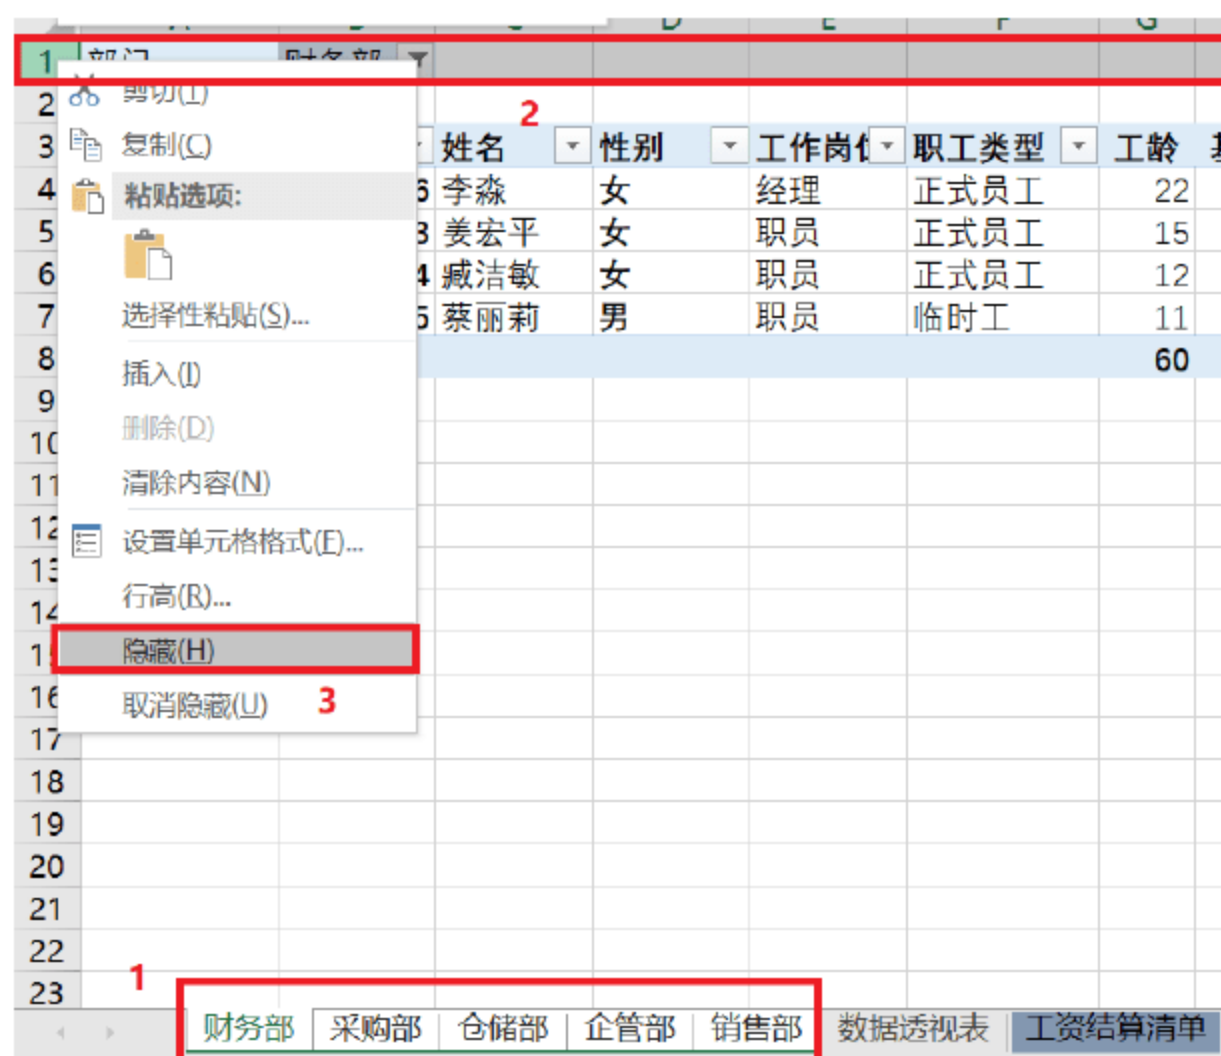 D E F G
1 部门 财务部
剪切(T)
2 2
复制(C)
3 姓名 性别 工作岗位 职工类型 工龄
4 粘贴选项: 6 李淼 女 经理 正式员工 22
5 3 姜宏平 女 职员 正式员工 15
6 4 臧洁敏 女 职员 正式员工 12
7 选择性粘贴(S)... 5 蔡丽莉 男 职员 临时工 11
8 60
插入(I)
9
删除(D)
10
11 清除内容(N)
12 设置单元格格式(F)...
13
行高(R)...
14
隐藏(H)
16 取消隐藏(U) 3
17
18
19
20
21
22
1
23
财务部 采购部 仓储部 企管部 销售部 数据透视表 工资结算清单